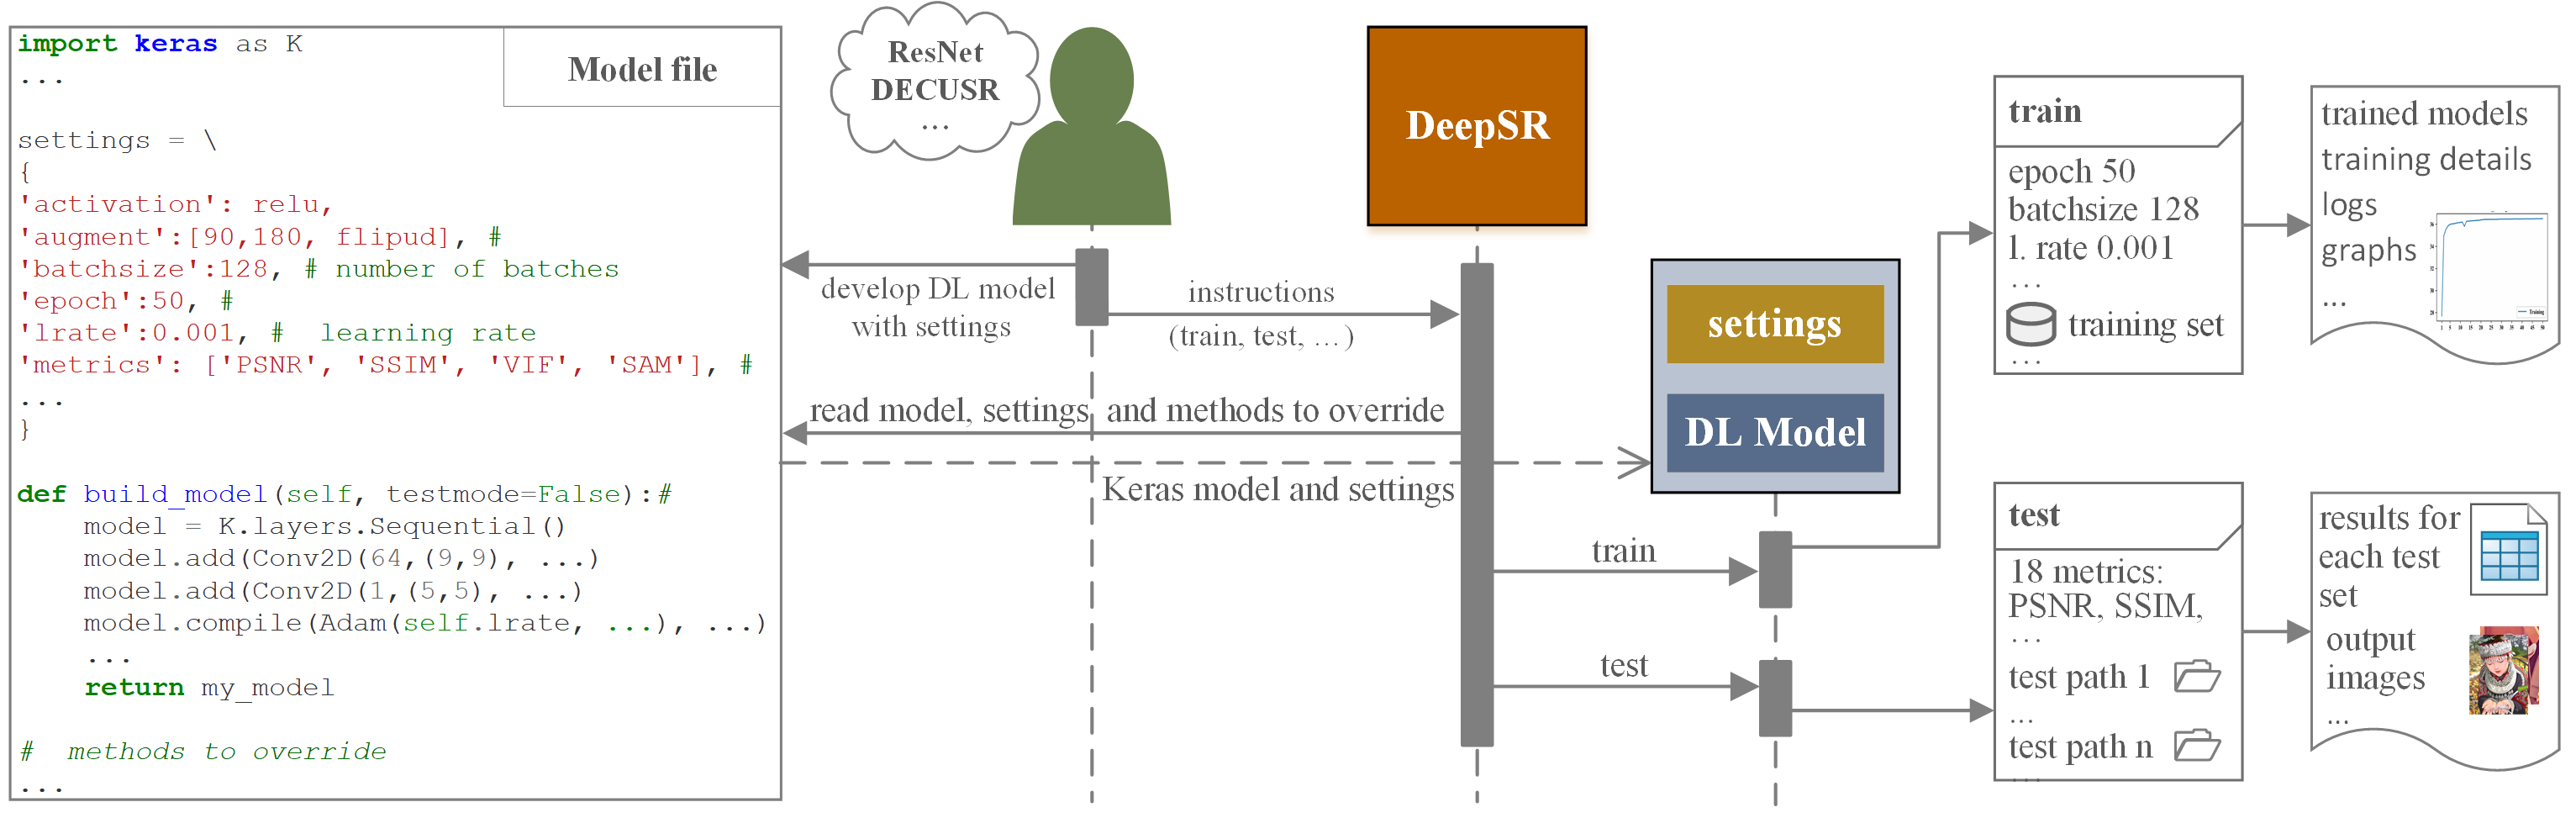 import keras as K
...
Model file
settings = \
{
'activation': relu,
'augment':[90,180, flipud], #
'batchsize':128, # number of batches
'epoch':50, #
'lrate':0.001, #  learning rate
'metrics': ['PSNR', 'SSIM', 'VIF', 'SAM'], #
...
}
def build_model(self, testmode=False):#
    model = K.layers.Sequential()
    model.add(Conv2D(64,(9,9), ...)
    model.add(Conv2D(1,(5,5), ...)
    model.compile(Adam(self.lrate, ...), ...)
    ...
    return my_model
#  methods to override
...
ResNet
DECUSR
...
develop DL model
with settings
instructions
(train, test, ...)
read model, settings and methods to override
Keras model and settings
DeepSR
settings
DL Model
train
test
train
epoch 50
batchsize 128
l. rate 0.001
...
training set
...
trained models
training details
logs
graphs
...
Training
test
18 metrics:
PSNR, SSIM,
...
test path 1
...
test path n
...
results for
each test
set
output
images
...